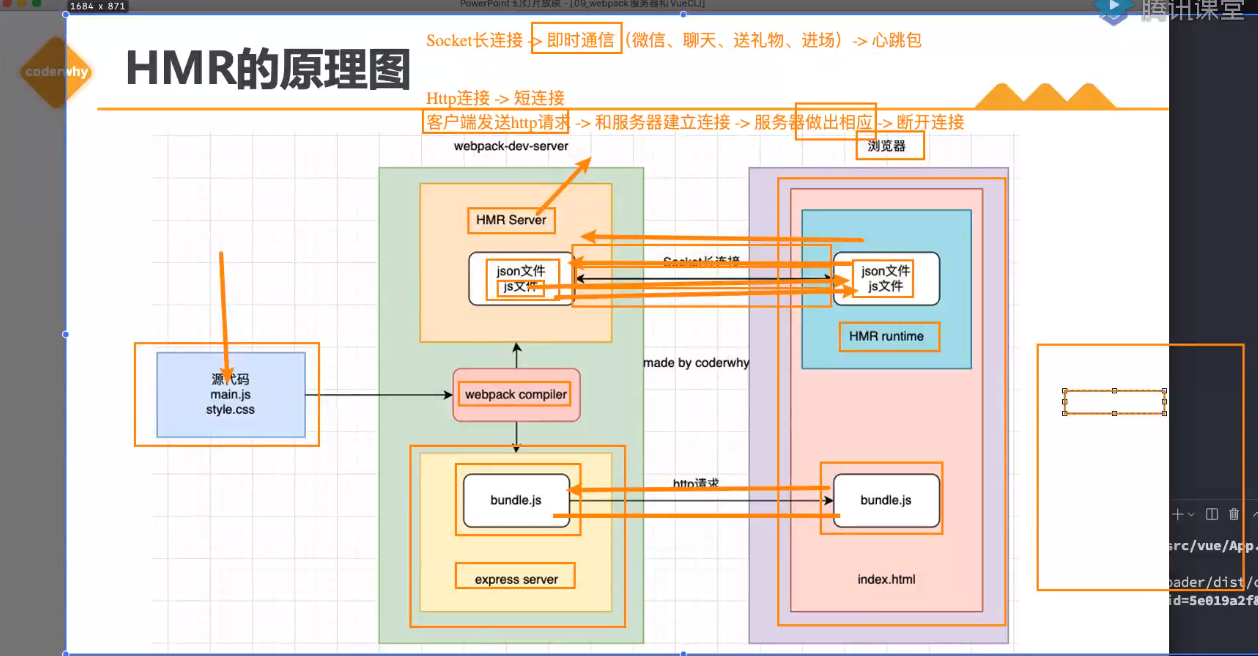 1684 x 871
PowerPoint 幻灯片放映 - [09_webpack服务器和VueCLI]
腾讯课堂
coderwhy
HMR的原理图
Socket长连接 -> 即时通信 (微信、聊天、送礼物、进场) -> 心跳包
Http连接 -> 短连接
客户端发送http请求 -> 和服务器建立连接 -> 服务器做出相应 -> 断开连接
webpack-dev-server
浏览器
HMR Server
json文件
js文件
Socket长连接
json文件
js文件
HMR runtime
made by coderwhy
源代码
main.js
style.css
webpack compiler
bundle.js
http请求
bundle.js
express server
index.html
src/vue/App.
oader/dist/
id=5e019a2f8